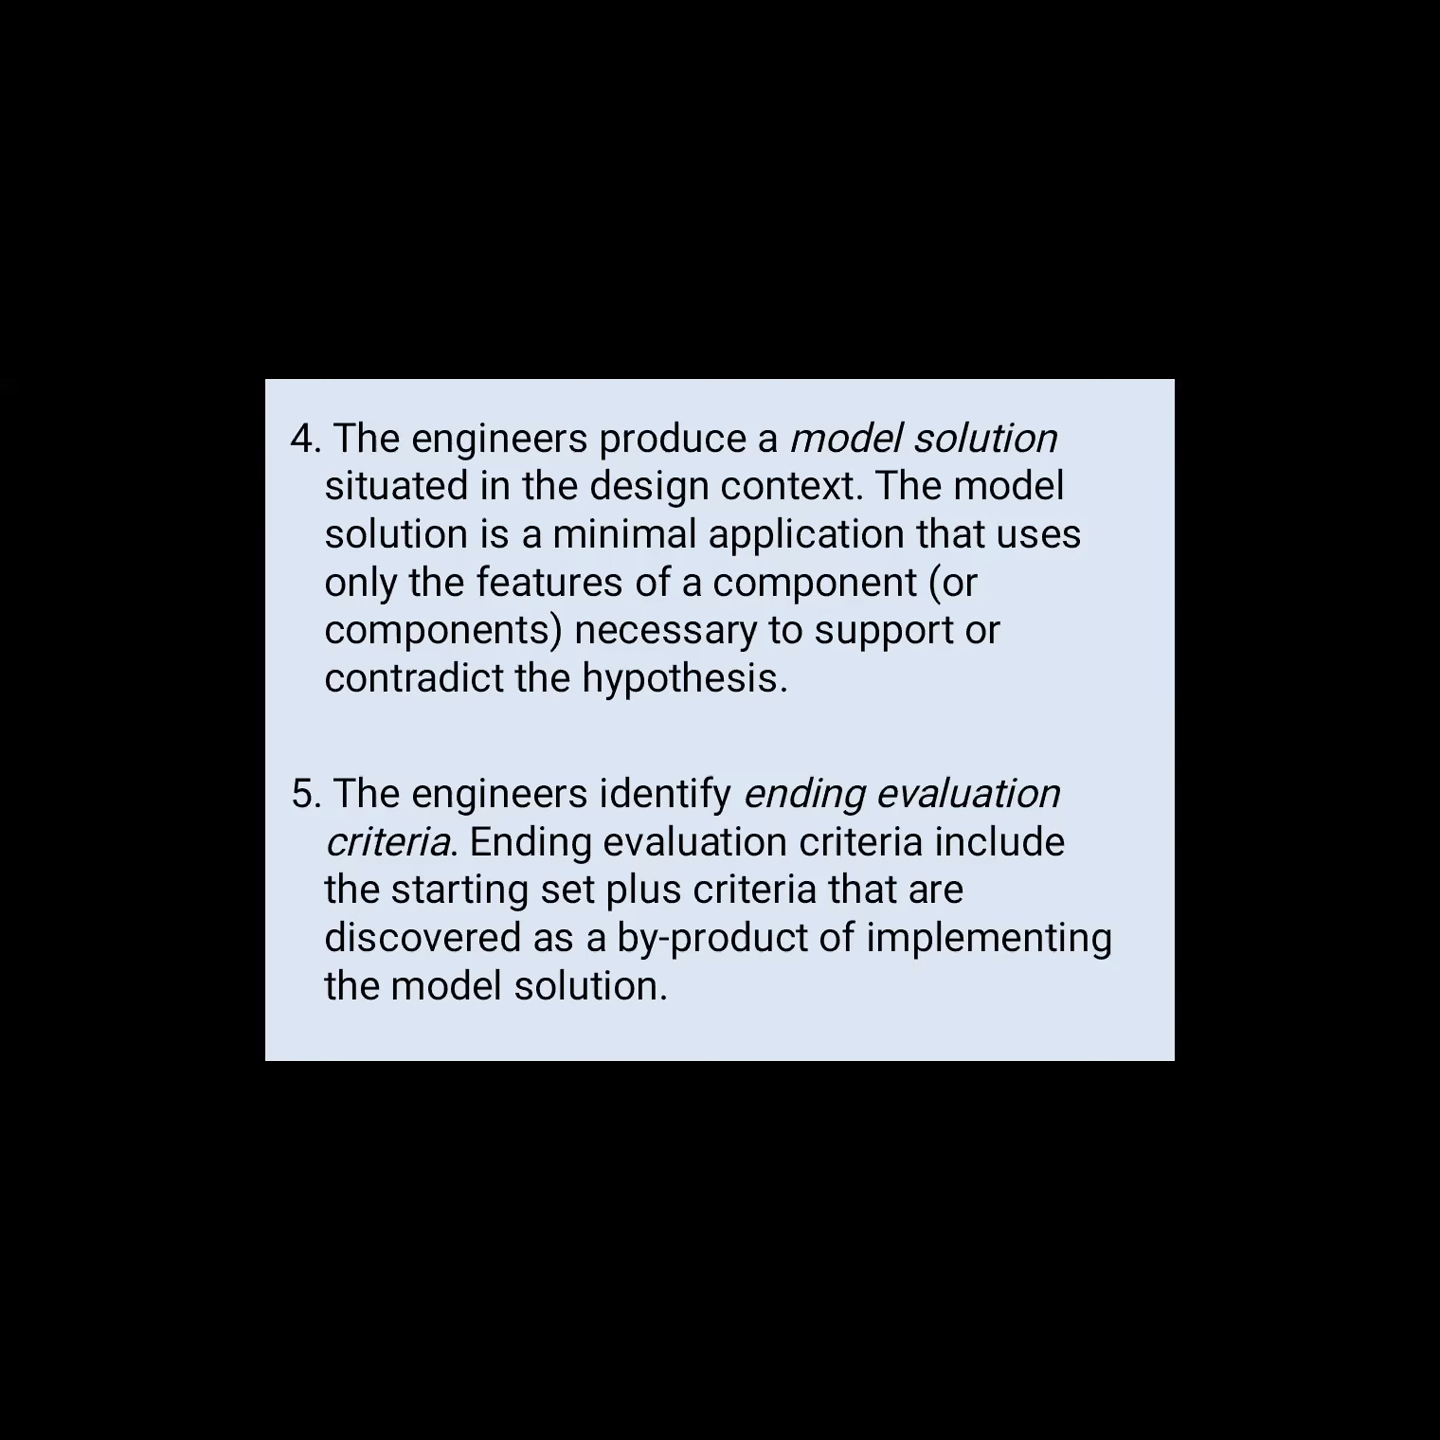 4. The engineers produce a model solution
situated in the design context. The model
solution is a minimal application that uses
only the features of a component (or
components) necessary to support or
contradict the hypothesis.
5. The engineers identify ending evaluation
criteria. Ending evaluation criteria include
the starting set plus criteria that are
discovered as a by-product of implementing
the model solution.